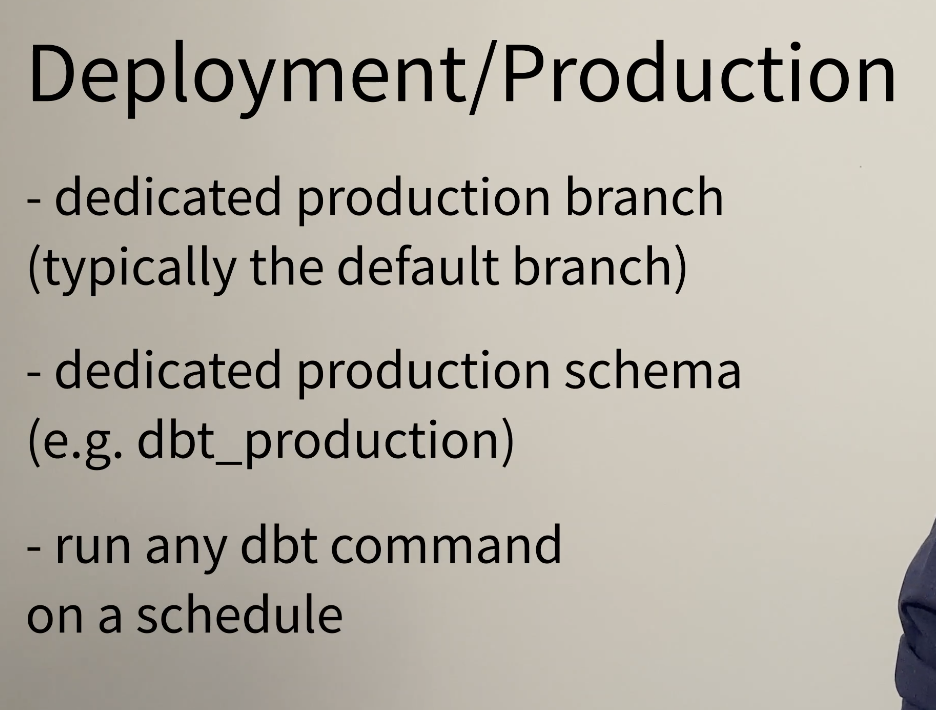 Deployment/Production
- dedicated production branch
(typically the default branch)
- dedicated production schema
(e.g. dbt_production)
- run any dbt command
on a schedule